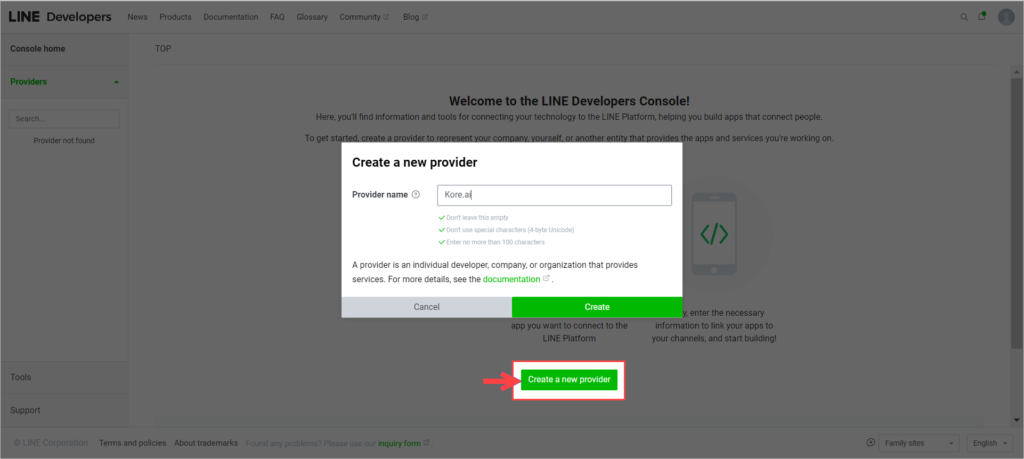 LINE Developers News Products Documentation FAQ Glossary Community Blog
Console home
TOP
Providers
Search...
Provider not found
Welcome to the LINE Developers Console!
Here, you'll find information and tools for connecting your technology to the LINE Platform, helping you build apps that connect people.
To get started, create a provider to represent your company, yourself, or another entity that provides the apps and services you're working on.
Create a new provider
Provider name
Kore.ai
Don't leave this empty
Don't use special characters (4-byte Unicode)
Enter no more than 100 characters
A provider is an individual developer, company, or organization that provides
services. For more details, see the documentation .
Cancel Create
app you want to connect to the
LINE Platform
, enter the necessary
information to link your apps to
your channels, and start building!
Create a new provider
Tools
Support
© LINE Corporation Terms and policies About trademarks Found any problems? Please use our inquiry form Family sites English